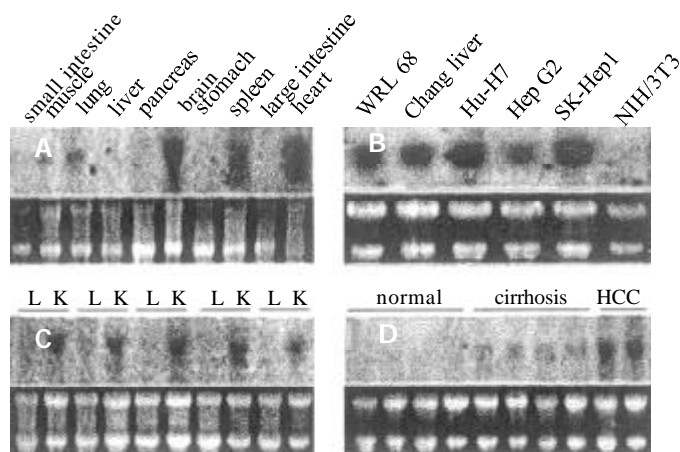 small intestine
muscle
lung
liver
pancreas
brain
stomach
spleen
large intestine
heart
A
WRL 68
Chang liver
Hu-H7
Hep G2
SK-Hep1
NIH/3T3
B
L K L K L K L K L K
C
normal cirrhosis HCC
D